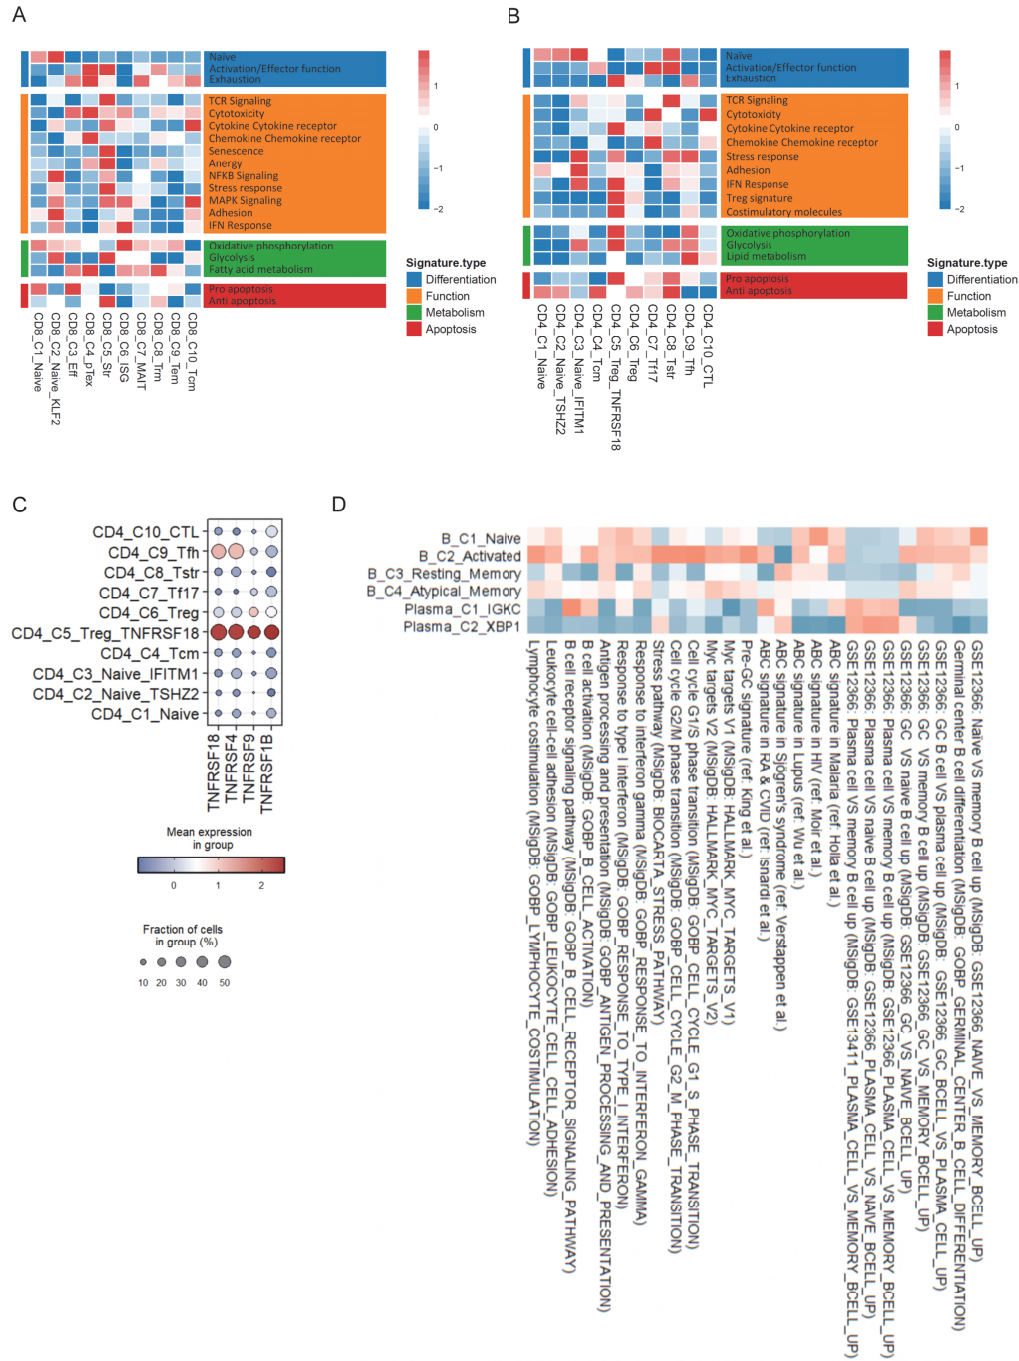 A
Naïve
Activation/Effector function
Exhaustion
TCR Signaling
Cytotoxicity
Cytokine Cytokine receptor
Chemokine Chemokine receptor
Senescence
Anergy
NFKB Signaling
Stress response
MAPK Signaling
Adhesion
IFN Response
Oxidative phosphorylation
Glycolysis
Fatty acid metabolism
Pro apoptosis
Anti apoptosis
CD8_C1_Naive
CD8_C2_Naive_KLF2
CD8_C3_Eff
CD8_C4_pTex
CD8_C5_Str
CD8_C6_ISG
CD8_C7_MAIT
CD8_C8_Trm
CD8_C9_Tem
CD8_C10_Tcm
1
0
−1
−2
Signature.type
Differentiation
Function
Metabolism
Apoptosis
B
Naïve
Activation/Effector function
Exhaustion
TCR Signaling
Cytotoxicity
Cytokine Cytokine receptor
Chemokine Chemokine receptor
Stress response
Adhesion
IFN Response
Treg signature
Costimulatory molecules
Oxidative phosphorylation
Glycolysis
Lipid metabolism
Pro apoptosis
Anti apoptosis
CD4_C1_Naive
CD4_C2_Naive_TSHZ2
CD4_C3_Naive_IFITM1
CD4_C4_Tcm
CD4_C5_Treg_TNFRSF18
CD4_C6_Treg
CD4_C7_Tf17
CD4_C8_Tstr
CD4_C9_Tfh
CD4_C10_CTL
1
0
−1
−2
Signature.type
Differentiation
Function
Metabolism
Apoptosis
C
CD4_C10_CTL
CD4_C9_Tfh
CD4_C8_Tstr
CD4_C7_Tf17
CD4_C6_Treg
CD4_C5_Treg_TNFRSF18
CD4_C4_Tcm
CD4_C3_Naive_IFITM1
CD4_C2_Naive_TSHZ2
CD4_C1_Naive
TNFRSF18
TNFRSF4
TNFRSF9
TNFRSF1B
Mean expression
in group
0 1 2
Fraction of cells
in group (%)
10 20 30 40 50
D
B_C1_Naive
B_C2_Activated
B_C3_Resting_Memory
B_C4_Atypical_Memory
Plasma_C1_IGKC
Plasma_C2_XBP1
Lymphocyte costimulation (MSigDB: GOBP_LYMPHOCYTE_COSTIMULATION)
Leukocyte cell-cell adhesion (MSigDB: GOBP_LEUKOCYTE_CELL_CELL_ADHESION)
B cell receptor signaling pathway (MSigDB: GOBP_B_CELL_RECEPTOR_SIGNALING_PATHWAY)
B cell activation (MSigDB: GOBP_B_CELL_ACTIVATION)
Antigen processing and presentation (MSigDB: GOBP_ANTIGEN_PROCESSING_AND_PRESENTATION)
Response to type I interferon (MSigDB: GOBP_RESPONSE_TO_TYPE_I_INTERFERON)
Response to interferon gamma (MSigDB: GOBP_RESPONSE_TO_INTERFERON_GAMMA)
Stress pathway (MSigDB: BIOCARTA_STRESS_PATHWAY)
Cell cycle G2/M phase transition (MSigDB: GOBP_CELL_CYCLE_G2_M_PHASE_TRANSITION)
Cell cycle G1/S phase transition (MSigDB: GOBP_CELL_CYCLE_G1_S_PHASE_TRANSITION)
Myc targets V2 (MSigDB: HALLMARK_MYC_TARGETS_V2)
Myc targets V1 (MSigDB: HALLMARK_MYC_TARGETS_V1)
Pre-GC signature (ref: King et al.)
ABC signature in RA & CVID (ref: Isnardi et al.)
ABC signature in Sjögren's syndrome (ref: Verstappen et al.)
ABC signature in Lupus (ref: Wu et al.)
ABC signature in HIV (ref: Moir et al.)
ABC signature in Malaria (ref: Holla et al.)
GSE12366: Plasma cell VS memory B cell up (MSigDB: GSE13411_PLASMA_CELL_VS_MEMORY_BCELL_UP)
GSE12366: Plasma cell VS naive B cell up (MSigDB: GSE12366_PLASMA_CELL_VS_NAIVE_BCELL_UP)
GSE12366: Plasma cell VS memory B cell up (MSigDB: GSE12366_PLASMA_CELL_VS_MEMORY_BCELL_UP)
GSE12366: GC VS naive B cell up (MSigDB: GSE12366_GC_VS_NAIVE_BCELL_UP)
GSE12366: GC VS memory B cell up (MSigDB: GSE12366_GC_VS_MEMORY_BCELL_UP)
GSE12366: GC B cell VS plasma cell up (MSigDB: GSE12366_GC_BCELL_VS_PLASMA_CELL_UP)
Germinal center B cell differentiation (MSigDB: GOBP_GERMINAL_CENTER_B_CELL_DIFFERENTIATION)
GSE12366: Naive VS memory B cell up (MSigDB: GSE12366_NAIVE_VS_MEMORY_BCELL_UP)